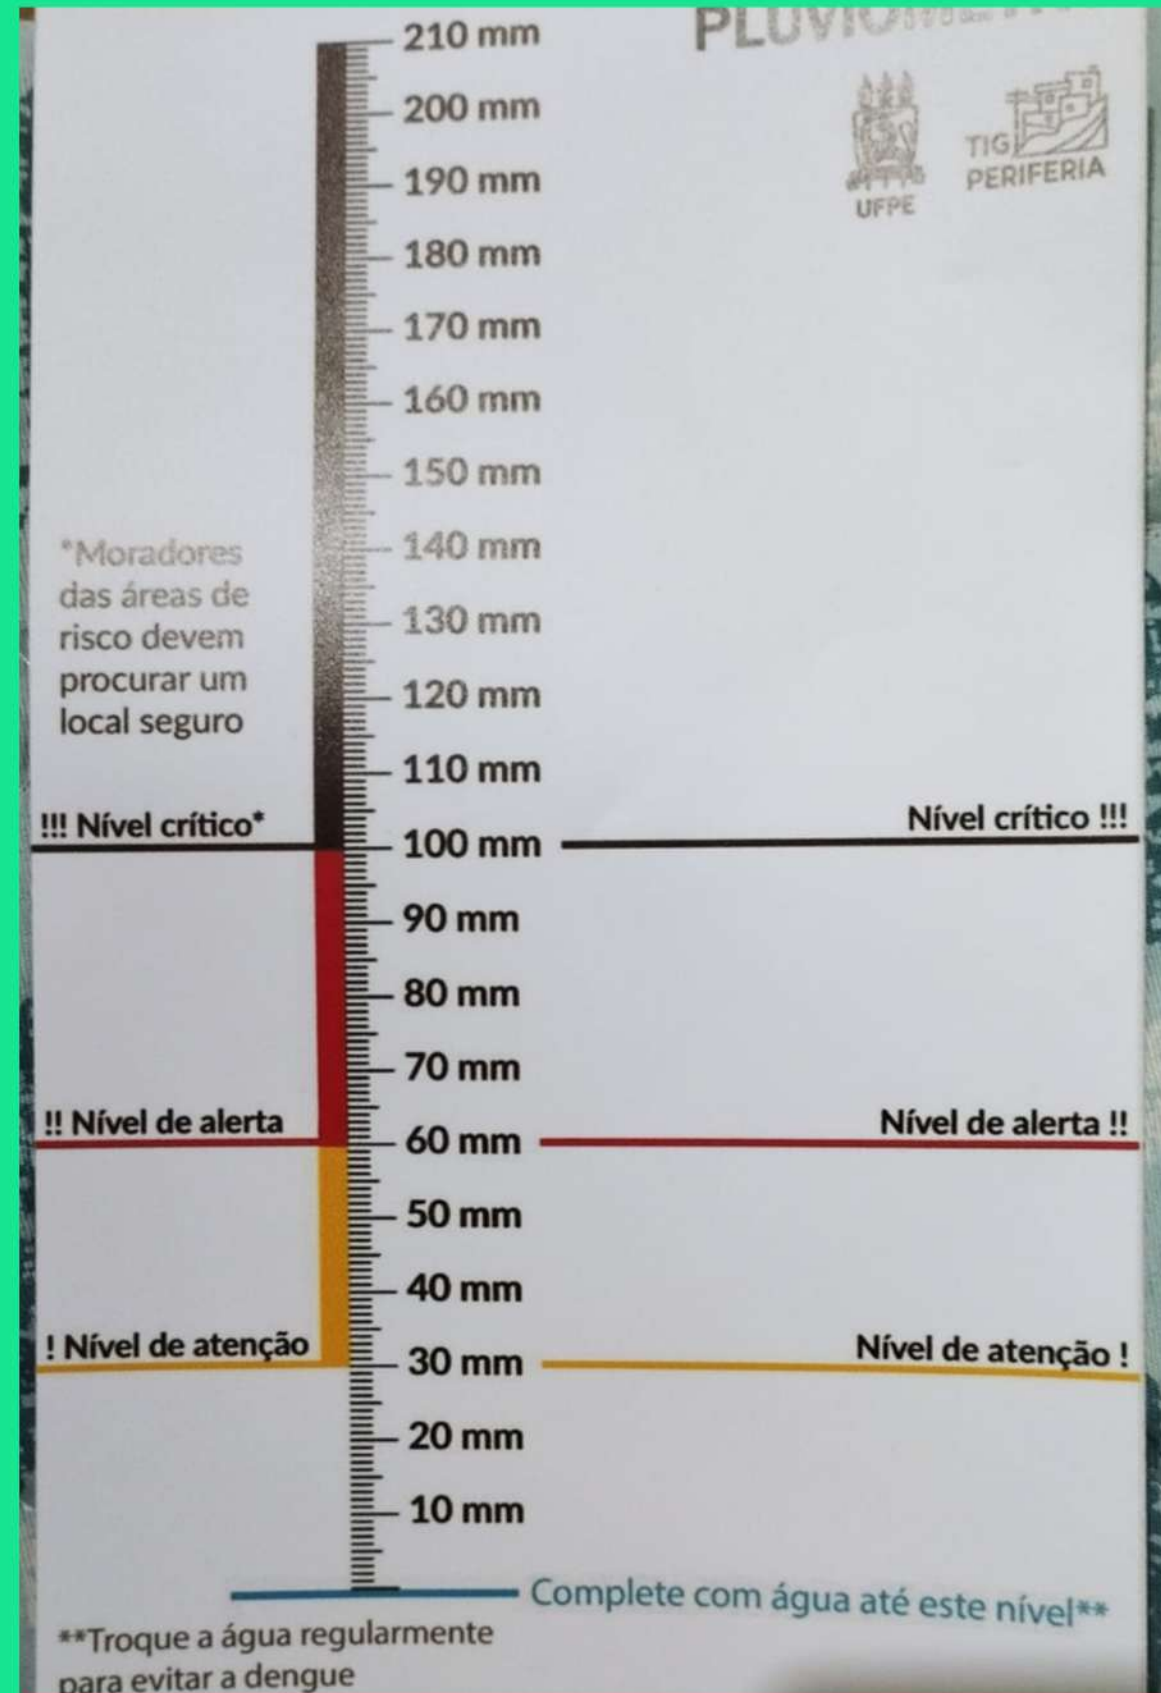 210 mm
200 mm
UFPE
TIG
PERIFERIA
190 mm
180 mm
170 mm
160 mm
150 mm
140 mm
130 mm
120 mm
110 mm
*Moradores
das áreas de
risco devem
procurar um
local seguro
!!! Nível crítico*
Nível crítico !!!
100 mm
90 mm
80 mm
70 mm
!! Nível de alerta
Nível de alerta !!
60 mm
50 mm
40 mm
! Nível de atenção
Nível de atenção !
30 mm
20 mm
10 mm
Complete com água até este nível**
**Troque a água regularmente
para evitar a dengue